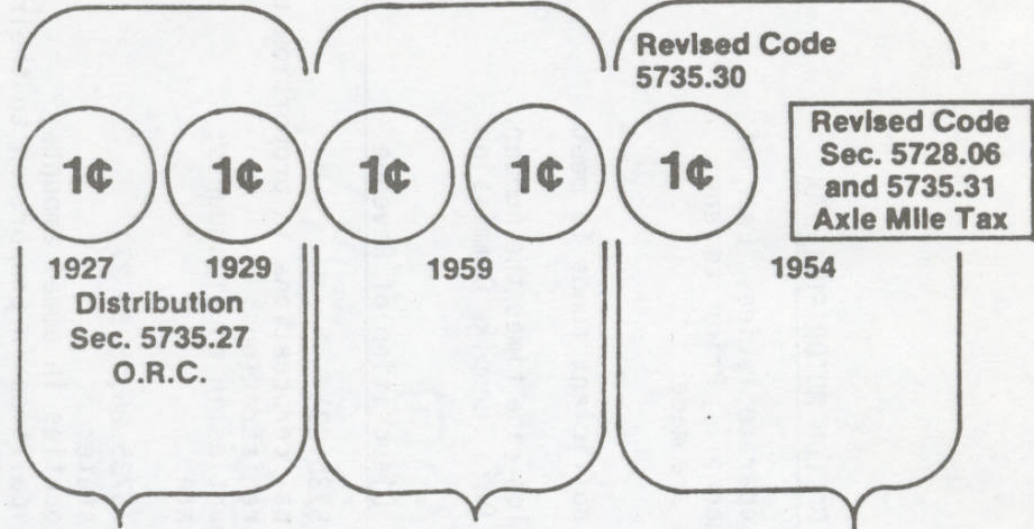 Revised Code
5735.30
1¢
1¢
1¢
1¢
1¢
Revised Code
Sec. 5728.06
and 5735.31
Axle Mile Tax
1927
1929
1959
1954
Distribution
Sec. 5735.27
O.R.C.